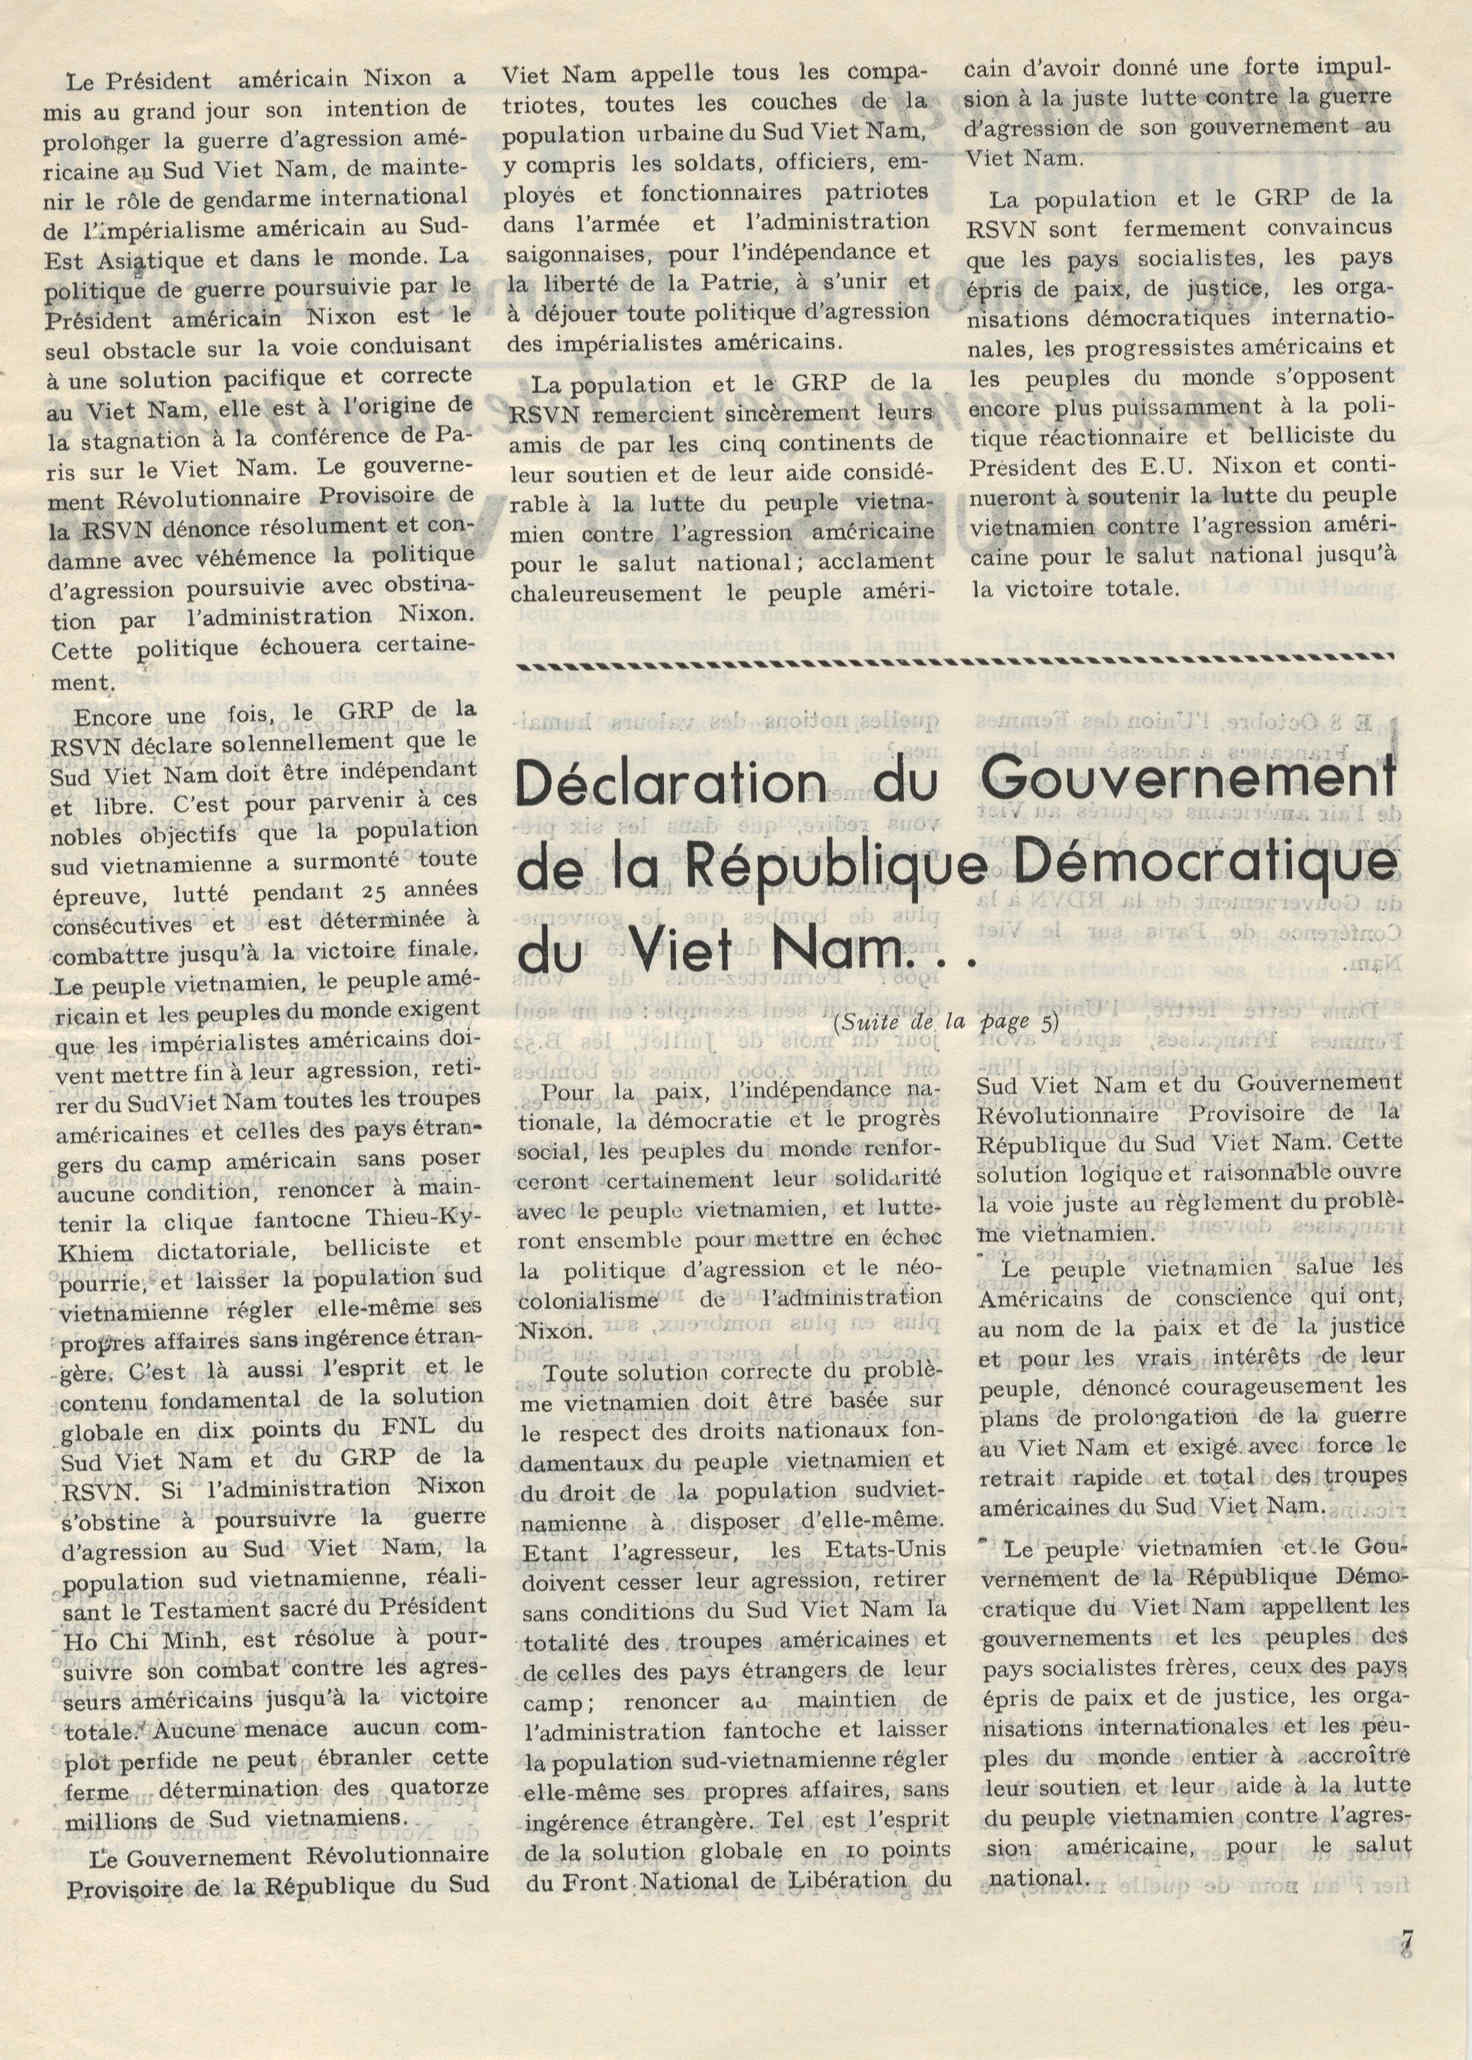 Le Président américain Nixon a
mis au grand jour son intention de
prolonger la guerre d'agression amé-
ricaine au Sud Viet Nam, de mainte-
nir le rôle de gendarme international
de l'impérialisme américain au Sud-
Est Asiatique et dans le monde. La
politique de guerre poursuivie par le
Président américain Nixon est le
seul obstacle sur la voie conduisant
à une solution pacifique et correcte
au Viet Nam, elle est à l'origine de
la stagnation à la conférence de Pa-
ris sur le Viet Nam. Le gouverne-
ment Révolutionnaire Provisoire de
la RSVN dénonce résolument et con-
damne avec véhémence la politique
d'agression poursuivie avec obstina-
tion par l'administration Nixon.
Cette politique échouera certaine-
ment.
Encore une fois, le GRP de la
RSVN déclare solennellement que le
Sud Viet Nam doit être indépendant
et libre. C'est pour parvenir à ces
nobles objectifs que la population
sud vietnamienne a surmonté toute
épreuve, lutté pendant 25 années
consécutives et est déterminée à
combattre jusqu'à la victoire finale.
Le peuple vietnamien, le peuple amé-
ricain et les peuples du monde exigent
que les impérialistes américains doi-
vent mettre fin à leur agression, reti-
rer du Sud Viet Nam toutes les troupes
américaines et celles des pays étran-
gers du camp américain sans poser
aucune condition, renoncer à main-
tenir la clique fantocne Thieu-Ky-
Khiem dictatoriale, belliciste et
pourrie, et laisser la population sud
vietnamienne régler elle-même ses
propres affaires sans ingérence étran-
gère. C'est là aussi l'esprit et le
contenu fondamental de la solution
globale en dix points du FNL du
Sud Viet Nam et du GRP de la
RSVN. Si l'administration Nixon
s'obstine à poursuivre la guerre
d'agression au Sud Viet Nam, la
population sud vietnamienne, réali-
sant le Testament sacré du Président
Ho Chi Minh, est résolue à pour-
suivre son combat contre les agres-
seurs américains jusqu'à la victoire
totale. Aucune menace aucun com-
plot perfide ne peut ébranler cette
ferme détermination des quatorze
millions de Sud vietnamiens.
Le Gouvernement Révolutionnaire
Provisoire de la République du Sud
Viet Nam appelle tous les compa-
triotes, toutes les couches de la
population urbaine du Sud Viet Nam,
y compris les soldats, officiers, em-
ployés et fonctionnaires patriotes
dans l'armée et l'administration
saigonnaises, pour l'indépendance et
la liberté de la Patrie, à s'unir et
à déjouer toute politique d'agression
des impérialistes américains.
La population et le GRP de la
RSVN remercient sincèrement leurs
amis de par les cinq continents de
leur soutien et de leur aide considé-
rable à la lutte du peuple vietna-
mien contre l'agression américaine
pour le salut national; acclament
chaleureusement le peuple améri-
cain d'avoir donné une forte impul-
sion à la juste lutte contre la guerre
d'agression de son gouvernement au
Viet Nam.
La population et le GRP de la
RSVN sont fermement convaincus
que les pays socialistes, les pays
épris de paix, de justice, les orga-
nisations démocratiques internatio-
nales, les progressistes américains et
les peuples du monde s'opposent
encore plus puissamment à la poli-
tique réactionnaire et belliciste du
Président des E.U. Nixon et conti-
nueront à soutenir la lutte du peuple
vietnamien contre l'agression améri-
caine pour le salut national jusqu'à
la victoire totale.
Déclaration du Gouvernement
de la République Démocratique
du Viet Nam...
(Suite de la page 5)
Pour la paix, l'indépendance na-
tionale, la démocratie et le progrès
social, les peuples du monde renfor-
ceront certainement leur solidarité
avec le peuple vietnamien, et lutte-
ront ensemble pour mettre en échec
la politique d'agression et le néo-
colonialisme de l'administration
Nixon.
Toute solution correcte du problè-
me vietnamien doit être basée sur
le respect des droits nationaux fon-
damentaux du peuple vietnamien et
du droit de la population sudviet-
namienne à disposer d'elle-même.
Etant l'agresseur, les Etats-Unis
doivent cesser leur agression, retirer
sans conditions du Sud Viet Nam la
totalité des troupes américaines et
de celles des pays étrangers de leur
camp; renoncer au maintien de
l'administration fantoche et laisser
la population sud-vietnamienne régler
elle-même ses propres affaires, sans
ingérence étrangère. Tel est l'esprit
de la solution globale en 10 points
du Front National de Libération du
Sud Viet Nam et du Gouvernement
Révolutionnaire Provisoire de la
République du Sud Viet Nam. Cette
solution logique et raisonnable ouvre
la voie juste au règlement du problè-
me vietnamien.
Le peuple vietnamien salue les
Américains de conscience qui ont,
au nom de la paix et de la justice
et pour les vrais intérêts de leur
peuple, dénoncé courageusement les
plans de prolongation de la guerre
au Viet Nam et exigé avec force le
retrait rapide et total des troupes
américaines du Sud Viet Nam.
Le peuple vietnamien et le Gou-
vernement de la République Démo-
cratique du Viet Nam appellent les
gouvernements et les peuples des
pays socialistes frères, ceux des pays
épris de paix et de justice, les orga-
nisations internationales et les peu-
ples du monde entier à accroître
leur soutien et leur aide à la lutte
du peuple vietnamien contre l'agres-
sion américaine, pour le salut
national.
7